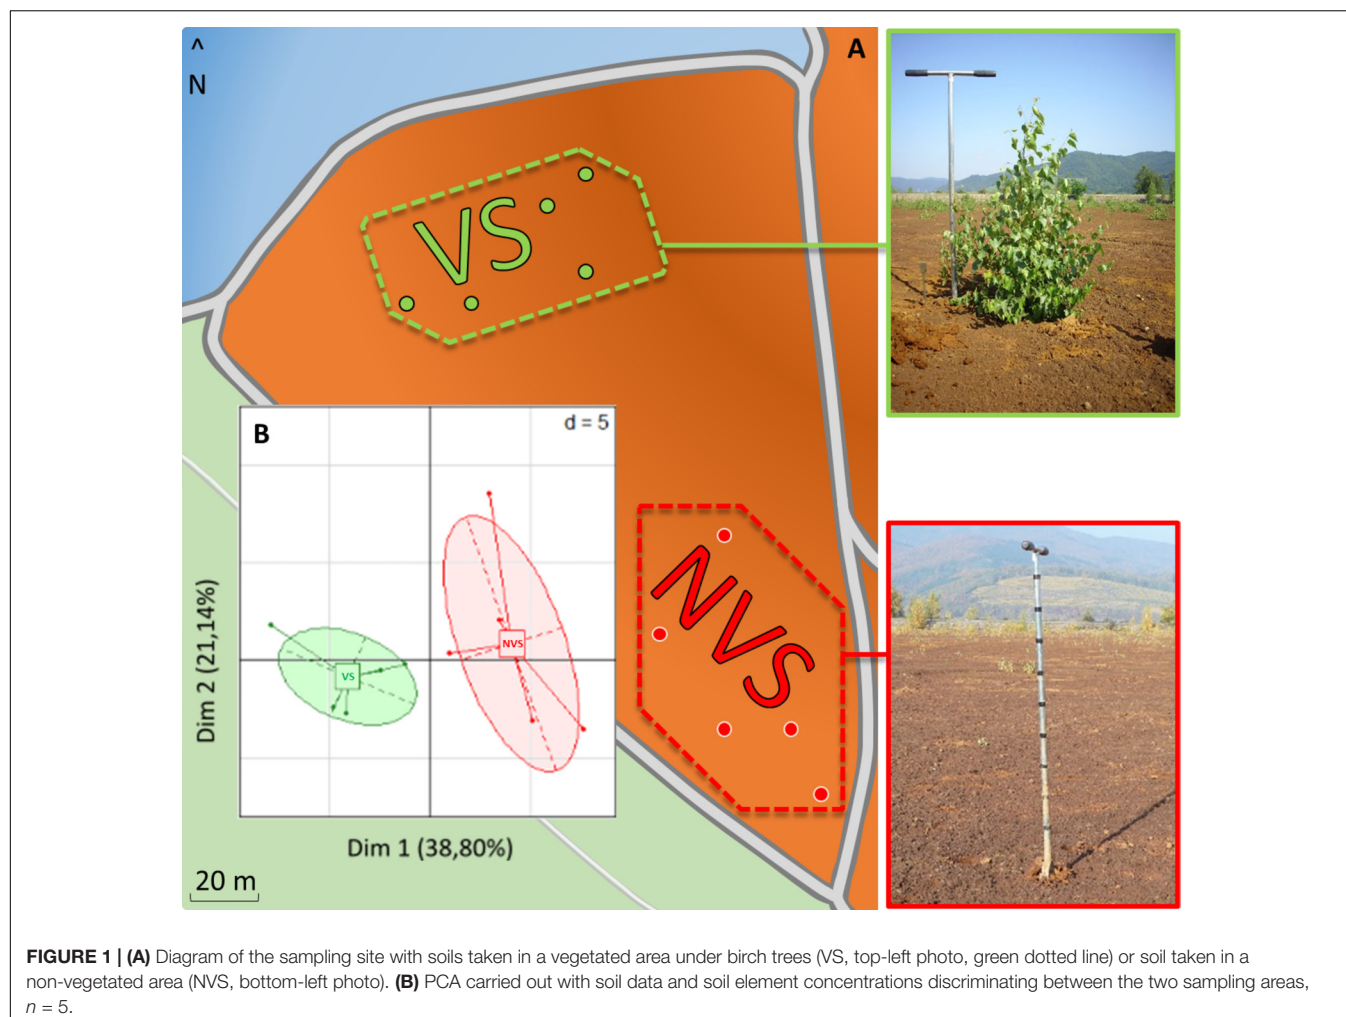 ^
N
A
VS
B
d = 5
VS
NVS
Dim 2 (21,14%)
Dim 1 (38,80%)
NVS
20 m
FIGURE 1 | (A) Diagram of the sampling site with soils taken in a vegetated area under birch trees (VS, top-left photo, green dotted line) or soil taken in a
non-vegetated area (NVS, bottom-left photo). (B) PCA carried out with soil data and soil element concentrations discriminating between the two sampling areas,
n = 5.